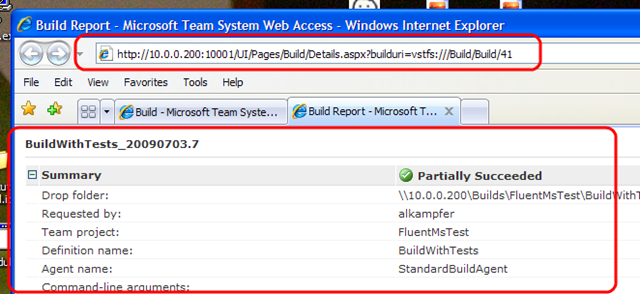 Build Report - Microsoft Team System Web Access - Windows Internet Explorer
http://10.0.0.200:10001/UI/Pages/Build/Details.aspx?builduri=vstfs:///Build/Build/41
File Edit View Favorites Tools Help
Build - Microsoft Team Syste... Build Report - Microsoft T...
BuildWithTests_20090703.7
Summary Partially Succeeded
Drop folder: \\10.0.0.200\Builds\FluentMsTest\BuildWithT
Requested by: alkampfer
Team project: FluentMsTest
Definition name: BuildWithTests
Agent name: StandardBuildAgent
Command-line arguments: